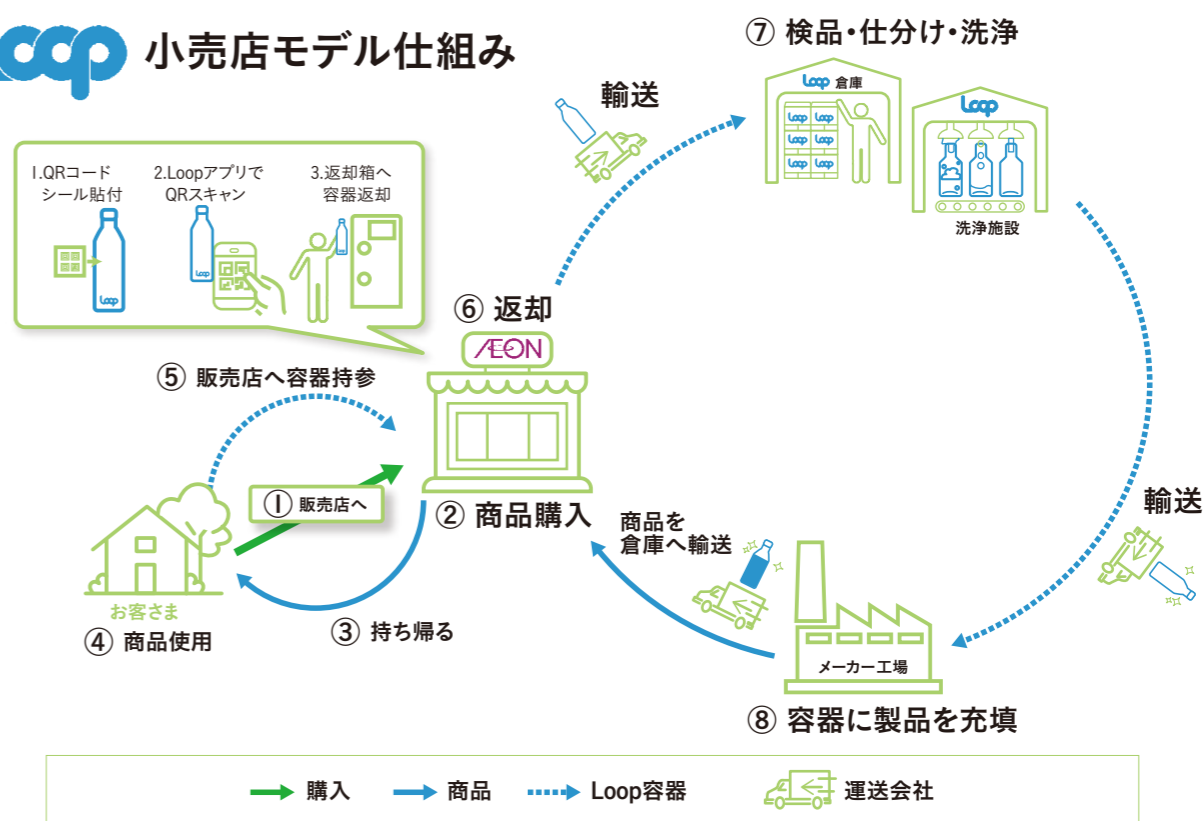 Loop 小売店モデル仕組み
⑦ 検品・仕分け・洗浄
輸送
Loop 倉庫
Loop Loop
Loop Loop
Loop Loop
Loop
洗浄施設
1.QRコード
シール貼付
2.Loopアプリで
QRスキャン
3.返却箱へ
容器返却
Loop
Loop
⑥ 返却
ÆON
⑤ 販売店へ容器持参
① 販売店へ
② 商品購入
お客さま
④ 商品使用
③ 持ち帰る
商品を
倉庫へ輸送
輸送
メーカー工場
⑧ 容器に製品を充填
購入
商品
Loop容器
運送会社